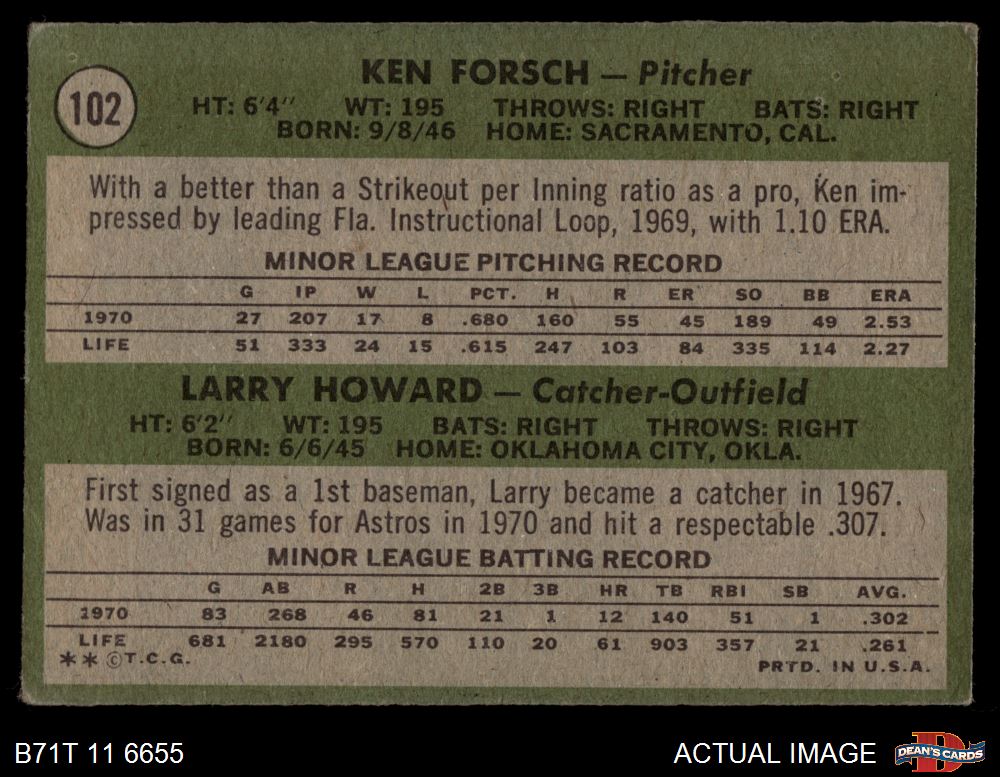 102
KEN FORSCH — Pitcher
HT: 6'4" WT: 195 THROWS: RIGHT BATS: RIGHT
BORN: 9/8/46 HOME: SACRAMENTO, CAL.
With a better than a Strikeout per Inning ratio as a pro, Ken im-
pressed by leading Fla. Instructional Loop, 1969, with 1.10 ERA.
MINOR LEAGUE PITCHING RECORD
G IP W L PCT. H R ER SO BB ERA
1970 27 207 17 8 .680 160 55 45 189 49 2.53
LIFE 51 333 24 15 .615 247 103 84 335 114 2.27
LARRY HOWARD — Catcher-Outfield
HT: 6'2" WT: 195 BATS: RIGHT THROWS: RIGHT
BORN: 6/6/45 HOME: OKLAHOMA CITY, OKLA.
First signed as a 1st baseman, Larry became a catcher in 1967.
Was in 31 games for Astros in 1970 and hit a respectable .307.
MINOR LEAGUE BATTING RECORD
G AB R H 2B 3B HR TB RBI SB AVG.
1970 83 268 46 81 21 1 12 140 51 1 .302
LIFE 681 2180 295 570 110 20 61 903 357 21 .261
** ©T.C.G. PRTD. IN U.S.A.
B71T 11 6655 ACTUAL IMAGE D DEAN'S CARDS